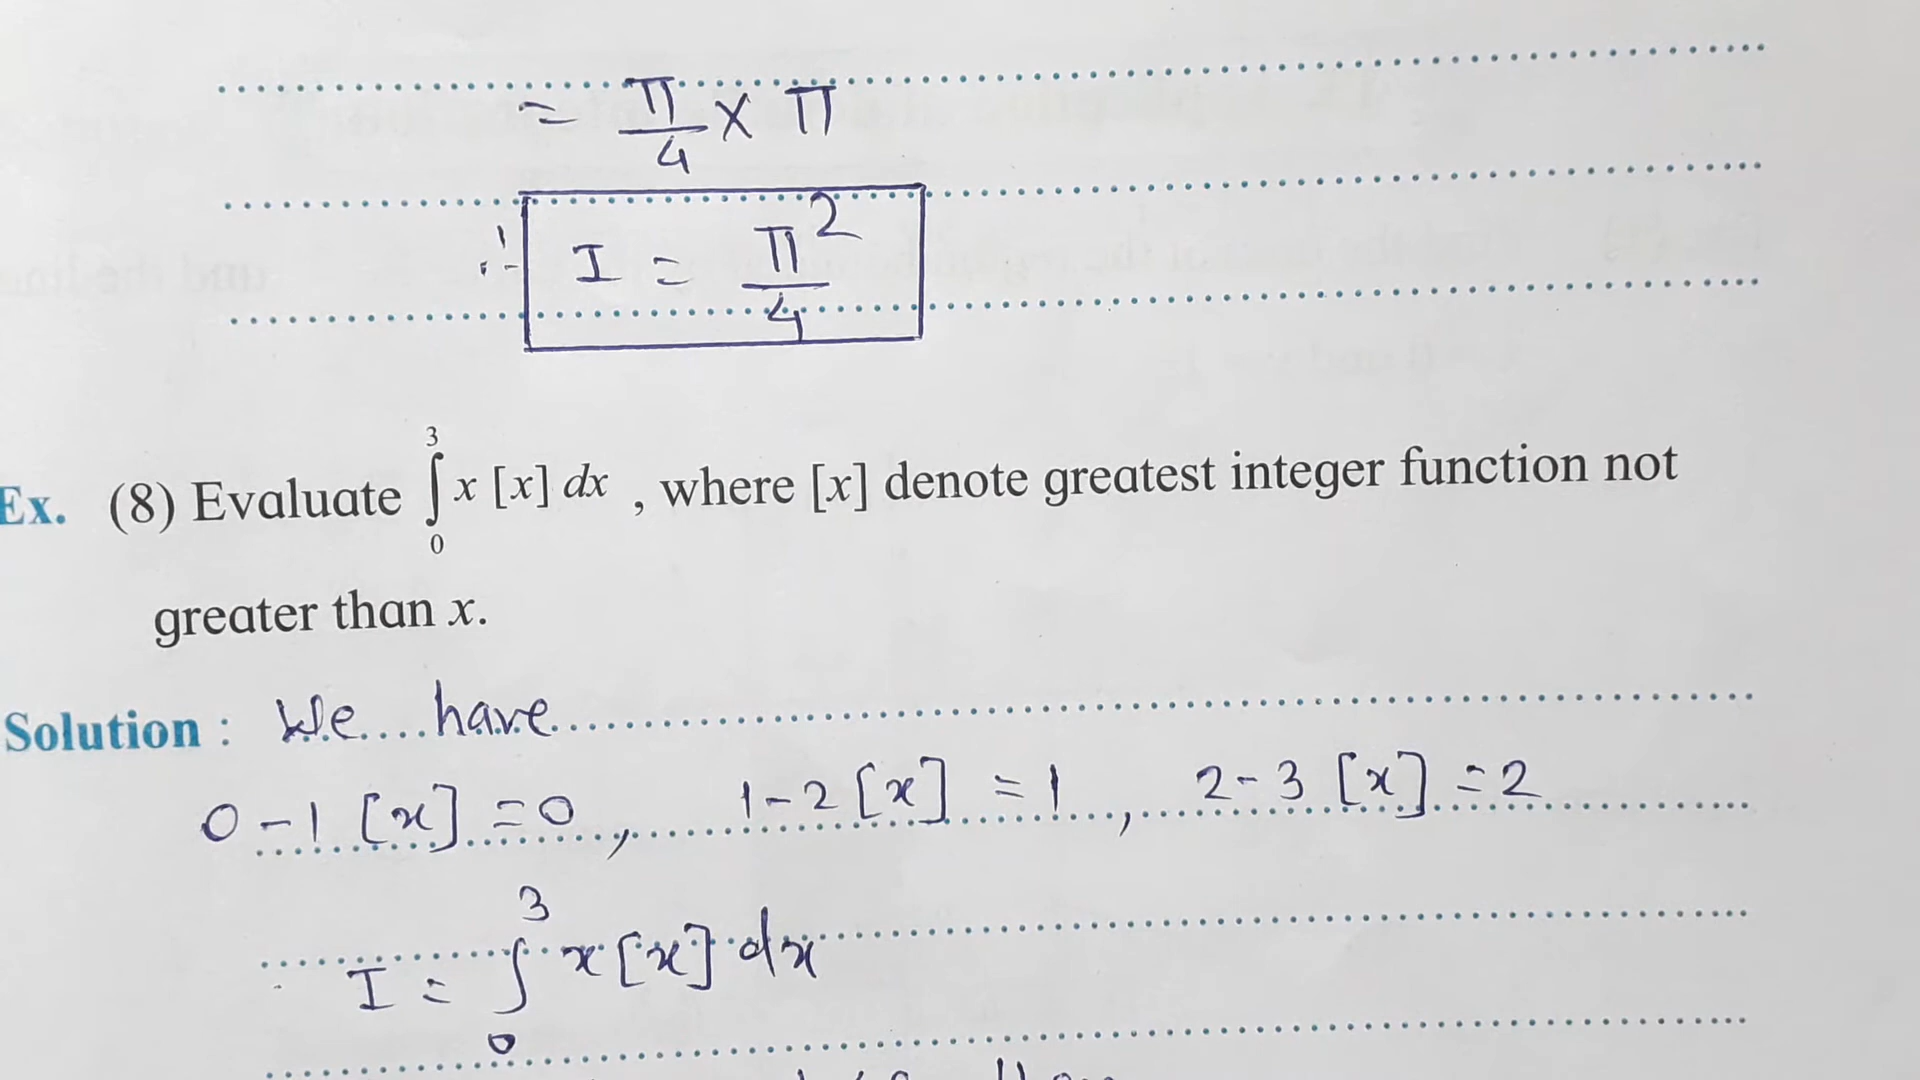 = π/4 × π
∴ I = π²/4
Ex. (8) Evaluate ∫₀³ x [x] dx , where [x] denote greatest integer function not
greater than x.
Solution : We have
0-1 [x] = 0 , 1-2 [x] = 1 , 2-3 [x] = 2
I = ∫₀³ x[x] dx